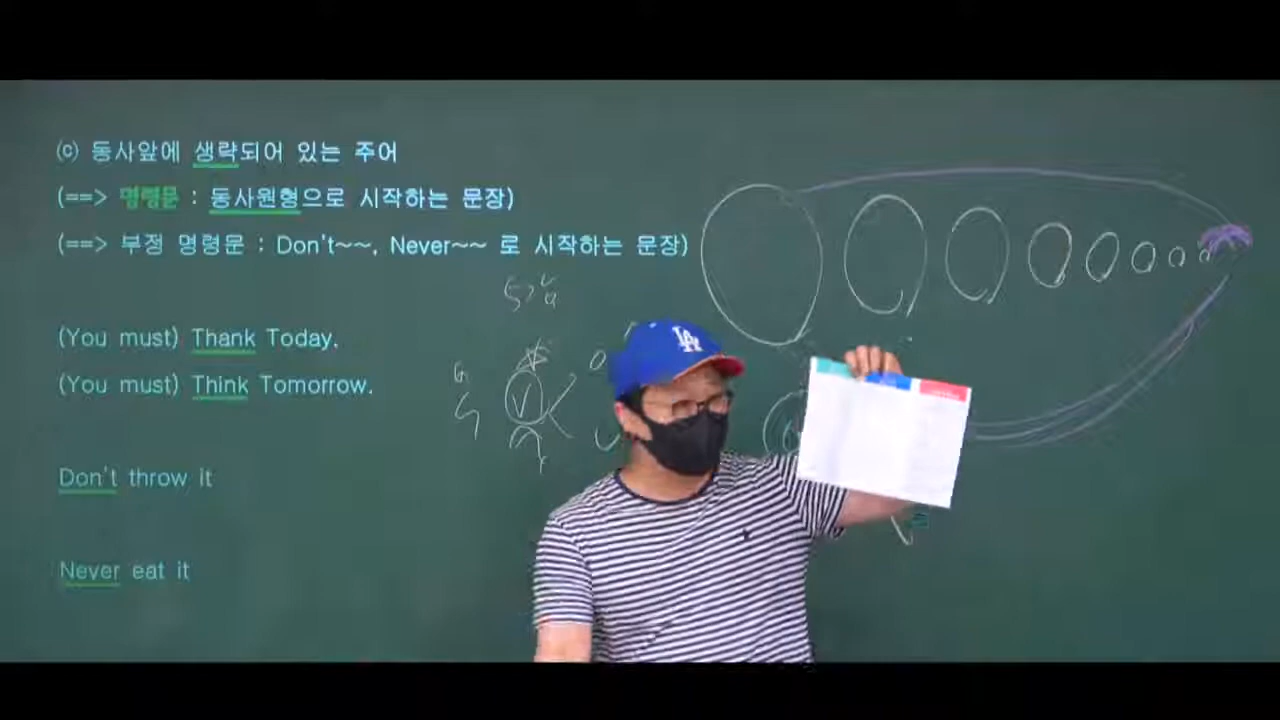 (c) 동사앞에 생략되어 있는 주어
(==> 명령문 : 동사원형으로 시작하는 문장)
(==> 부정 명령문 : Don't~~, Never~~ 로 시작하는 문장)
(You must) Thank Today.
(You must) Think Tomorrow.
Don't throw it
Never eat it
LA
V